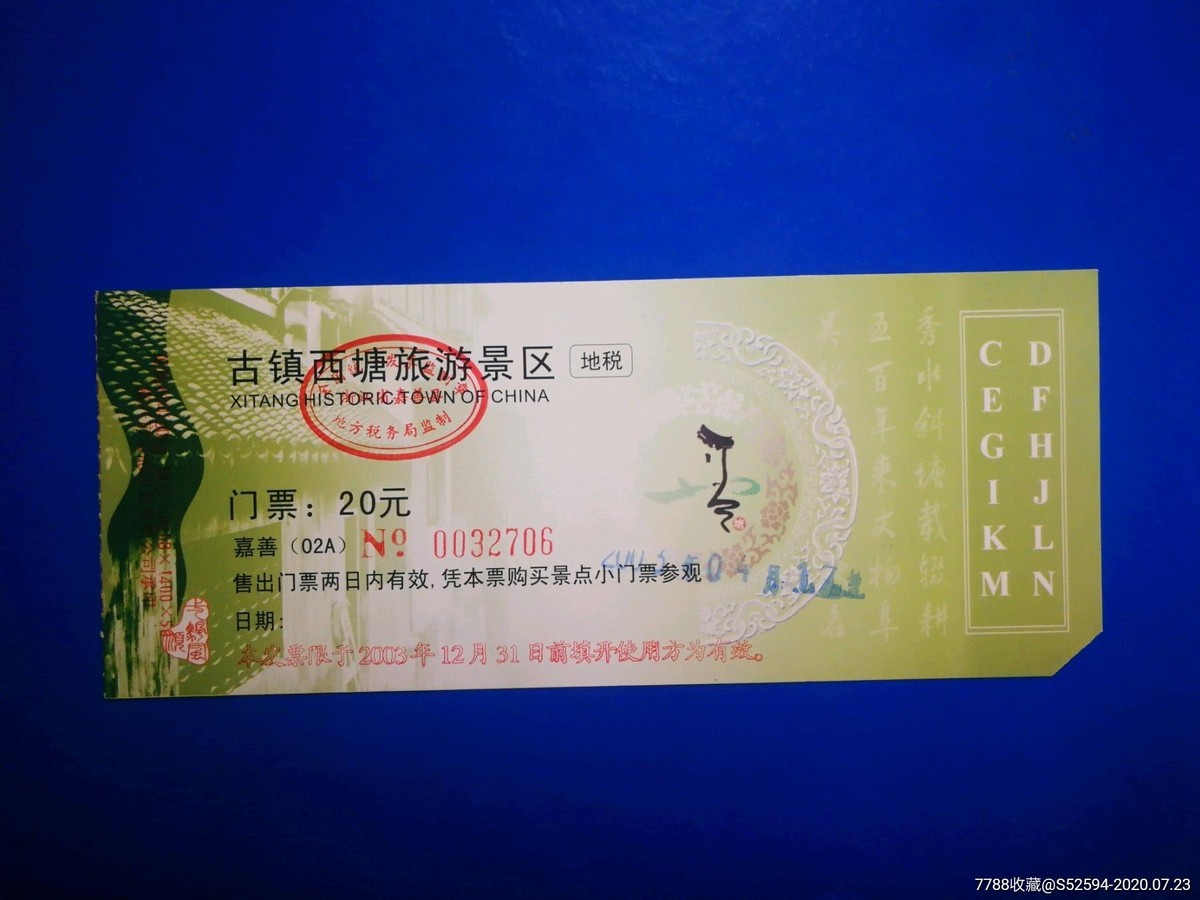 古镇西塘旅游景区 地税
XITANG HISTORIC TOWN OF CHINA
地方税务局监制
门票：20元
嘉善（02A） № 0032706
售出门票两日内有效,凭本票购买景点小门票参观
日期:
本发票限于2003年12月31日前填开使用方为有效。
秀水斜塘载辍耕
五百年来文物阜
C D
E F
G H
I J
K L
M N
7788收藏@S52594-2020.07.23